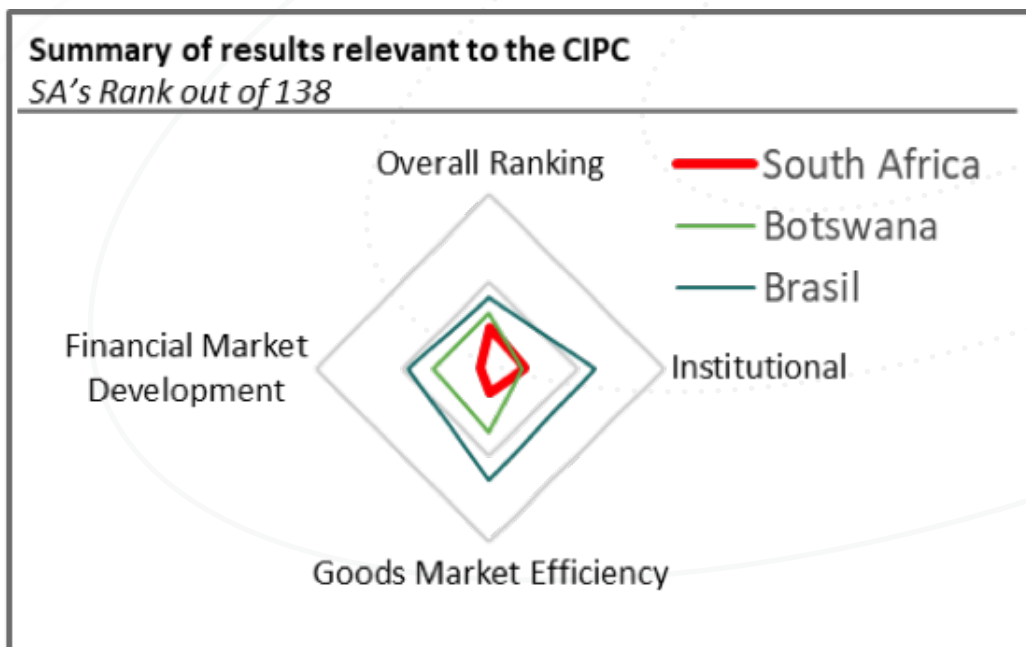 Summary of results relevant to the CIPC
SA's Rank out of 138
Overall Ranking
South Africa
Botswana
Brasil
Financial Market
Development
Institutional
Goods Market Efficiency